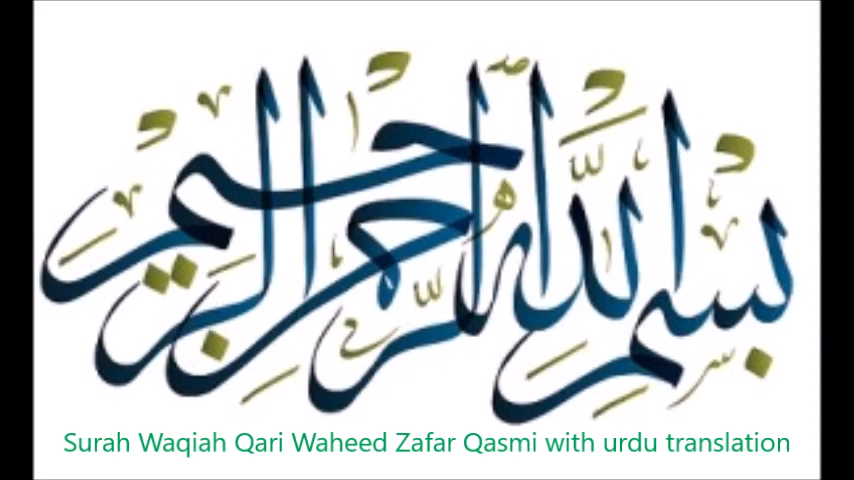 بسم الله الرحمن الرحيم
Surah Waqiah Qari Waheed Zafar Qasmi with urdu translation